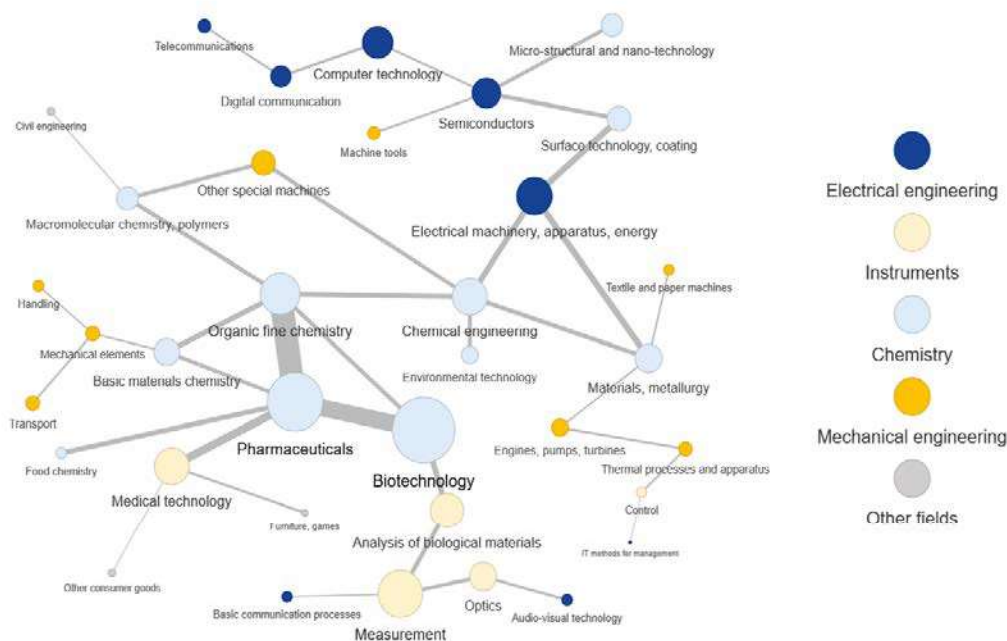 Telecommunications
Micro-structural and nano-technology
Computer technology
Digital communication
Semiconductors
Civil engineering
Machine tools
Surface technology, coating
Other special machines
Macromolecular chemistry, polymers
Electrical machinery, apparatus, energy
Textile and paper machines
Handling
Organic fine chemistry
Chemical engineering
Mechanical elements
Basic materials chemistry
Environmental technology
Materials, metallurgy
Transport
Pharmaceuticals
Engines, pumps, turbines
Food chemistry
Thermal processes and apparatus
Biotechnology
Medical technology
Control
Furniture, games
Analysis of biological materials
IT methods for management
Other consumer goods
Optics
Basic communication processes
Audio-visual technology
Measurement
Electrical engineering
Instruments
Chemistry
Mechanical engineering
Other fields